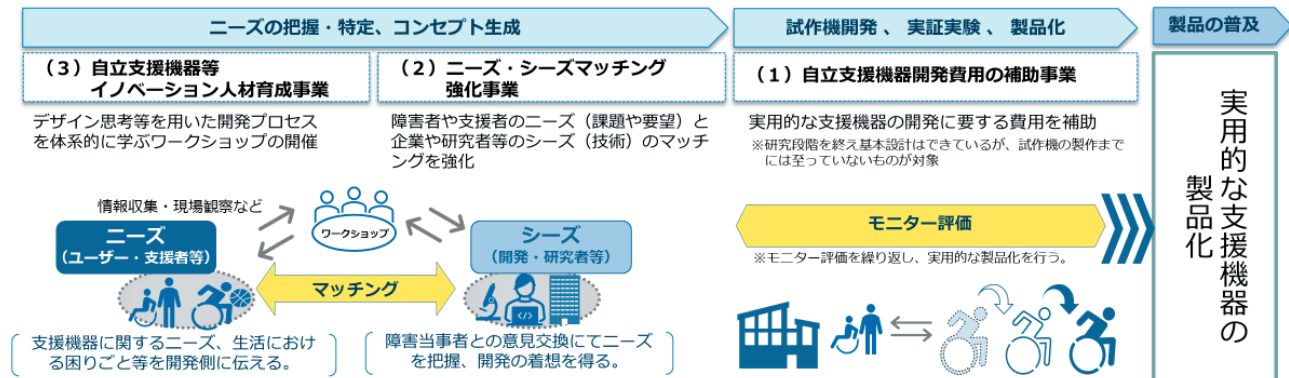 ニーズの把握・特定、コンセプト生成
試作機開発 、 実証実験 、 製品化
製品の普及
（３）自立支援機器等
イノベーション人材育成事業
（２）ニーズ・シーズマッチング
強化事業
（１）自立支援機器開発費用の補助事業
デザイン思考等を用いた開発プロセス
を体系的に学ぶワークショップの開催
障害者や支援者のニーズ（課題や要望）と
企業や研究者等のシーズ（技術）のマッチ
ングを強化
実用的な支援機器の開発に要する費用を補助
※研究段階を終え基本設計はできているが、試作機の製作まで
には至っていないものが対象
情報収集・現場観察など
ワークショップ
ニーズ
（ユーザー・支援者等）
シーズ
（開発・研究者等）
マッチング
支援機器に関するニーズ、生活におけ
る困りごと等を開発側に伝える。
障害当事者との意見交換にてニーズ
を把握、開発の着想を得る。
モニター評価
※モニター評価を繰り返し、実用的な製品化を行う。
実用的な支援機器の
製品化